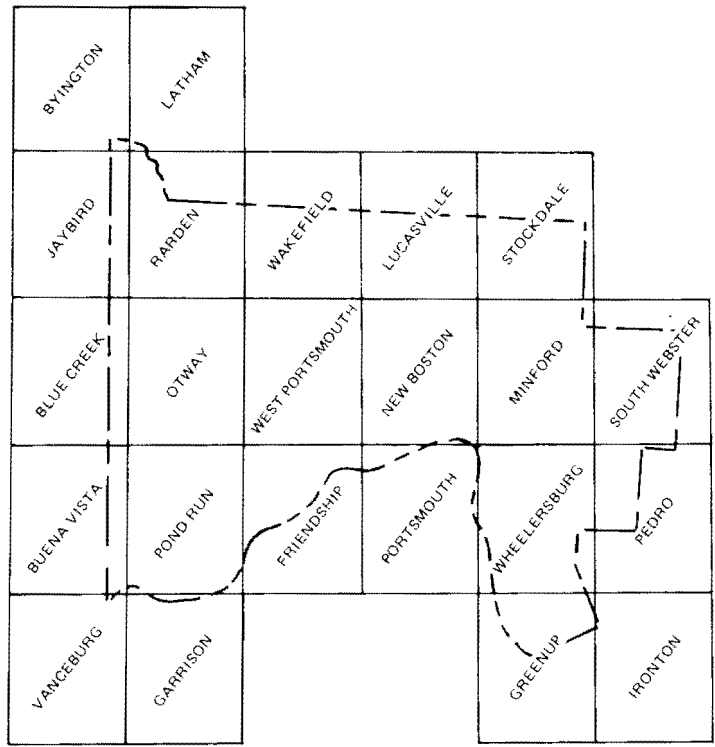 BYINGTON
LATHAM
JAYBIRD
RARDEN
WAKEFIELD
LUCASVILLE
STOCKDALE
BLUE CREEK
OTWAY
WEST PORTSMOUTH
NEW BOSTON
MINFORD
SOUTH WEBSTER
BUENA VISTA
POND RUN
FRIENDSHIP
PORTSMOUTH
WHEELERSBURG
PEDRO
VANCEBURG
GARRISON
GREENUP
IRONTON